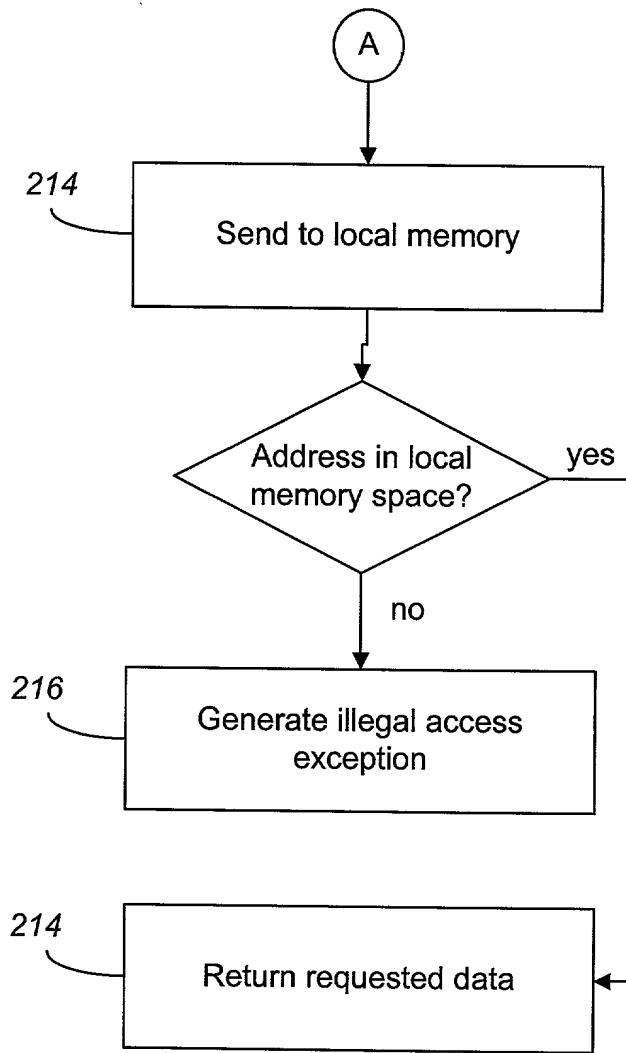 A
214
Send to local memory
Address in local
memory space?
yes
no
216
Generate illegal access
exception
214
Return requested data